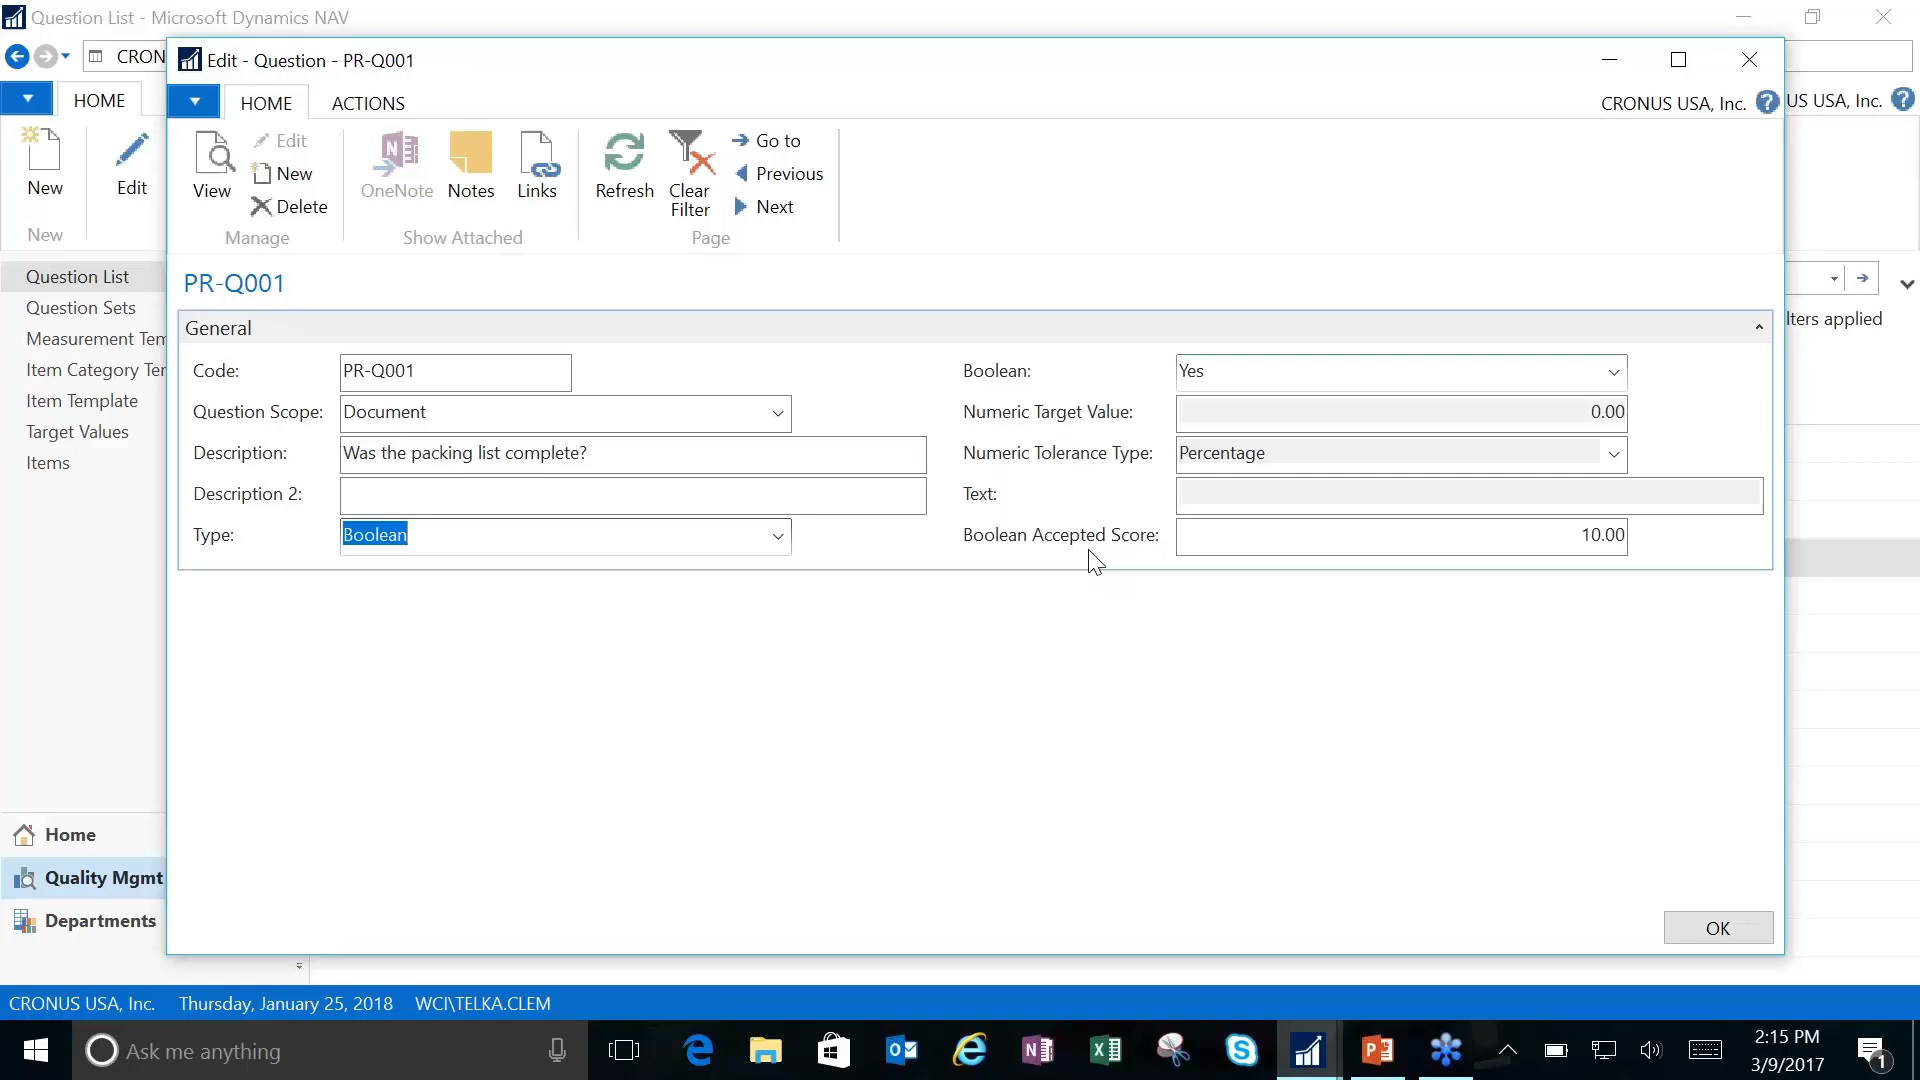 Question List - Microsoft Dynamics NAV
CRON
Edit - Question - PR-Q001
HOME
HOME
ACTIONS
CRONUS USA, Inc.
?
US USA, Inc.
?
New
Edit
View
Edit
New
Delete
OneNote
Notes
Links
Refresh
Clear
Filter
Go to
Previous
Next
New
Manage
Show Attached
Page
PR-Q001
General
Code: PR-Q001
Question Scope: Document
Description: Was the packing list complete?
Description 2:
Type: Boolean
Boolean: Yes
Numeric Target Value: 0.00
Numeric Tolerance Type: Percentage
Text:
Boolean Accepted Score: 10.00
Question List
Question Sets
Measurement Tem
Item Category Ter
Item Template
Target Values
Items
lters applied
Home
Quality Mgmt
Departments
OK
CRONUS USA, Inc. Thursday, January 25, 2018 WCI\TELKA.CLEM
Ask me anything
2:15 PM
3/9/2017
1